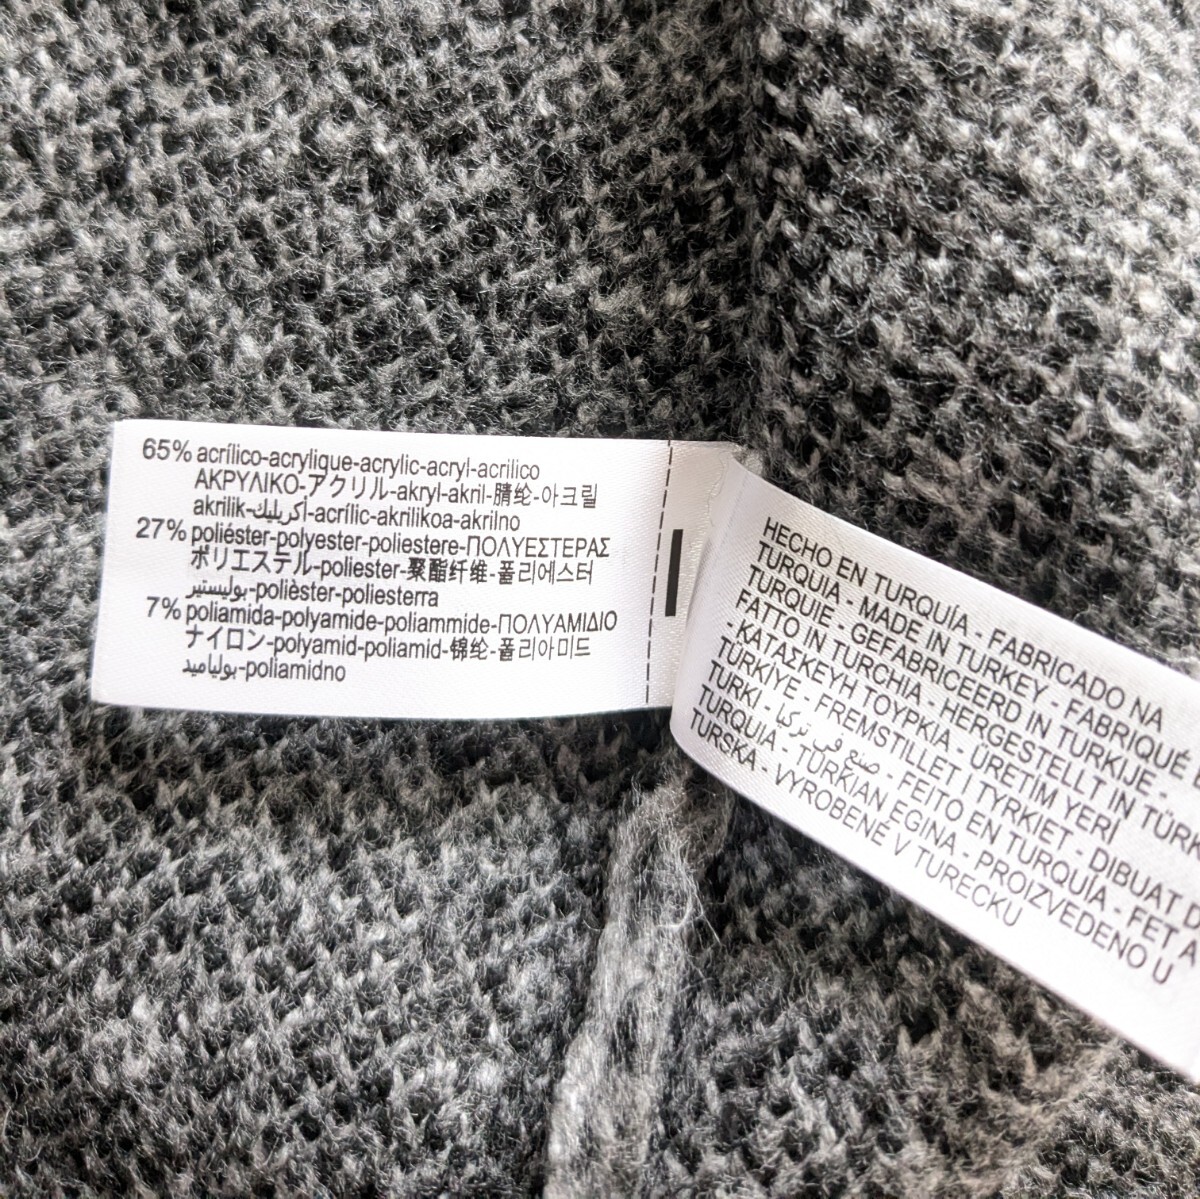 65% acrílico-acrylique-acrylic-acryl-acrilico
ΑΚΡΥΛΙΚΟ-アクリル-akryl-akril-腈纶-아크릴
akrilik-أكريليك-acrílic-akrilikoa-akrilno
27% poliéster-polyester-poliestere-ΠΟΛΥΕΣΤΕΡΑΣ
ポリエステル-poliester-聚酯纤维-폴리에스터
بوليستير-polièster-poliesterra
7% poliamida-polyamide-poliammide-ΠΟΛΥΑΜΙΔΙΟ
ナイロン-polyamid-poliamid-锦纶-폴리아미드
بولياميد-poliamidno
HECHO EN TURQUÍA - FABRICADO NA
TURQUIA - MADE IN TURKEY - FABRIQUÉ
TURQUIE - GEFABRICEERD IN TURKIJE -
FATTO IN TURCHIA - HERGESTELLT IN TÜRK
- ΚΑΤΑΣΚΕΥΗ ΤΟΥΡΚΙΑ - ÜRETİM YERİ
TÜRKİYE - FREMSTILLET I TYRKIET - DIBUAT
TURKI - صنع في تركيا - FEITO EN TURQUÍA - FET A
TURQUIA - TURKIAN EGINA - PROIZVEDENO U
TURSKA - VYROBENÉ V TURECKU